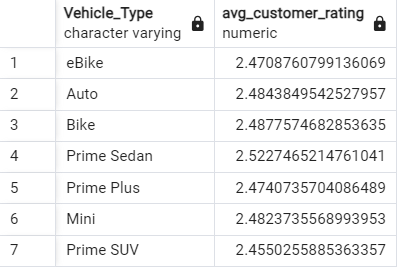 Vehicle_Type avg_customer_rating
character varying numeric
1 eBike 2.4708760799136069
2 Auto 2.4843849542527957
3 Bike 2.4877574682853635
4 Prime Sedan 2.5227465214761041
5 Prime Plus 2.4740735704086489
6 Mini 2.4823735568993953
7 Prime SUV 2.4550255885363357